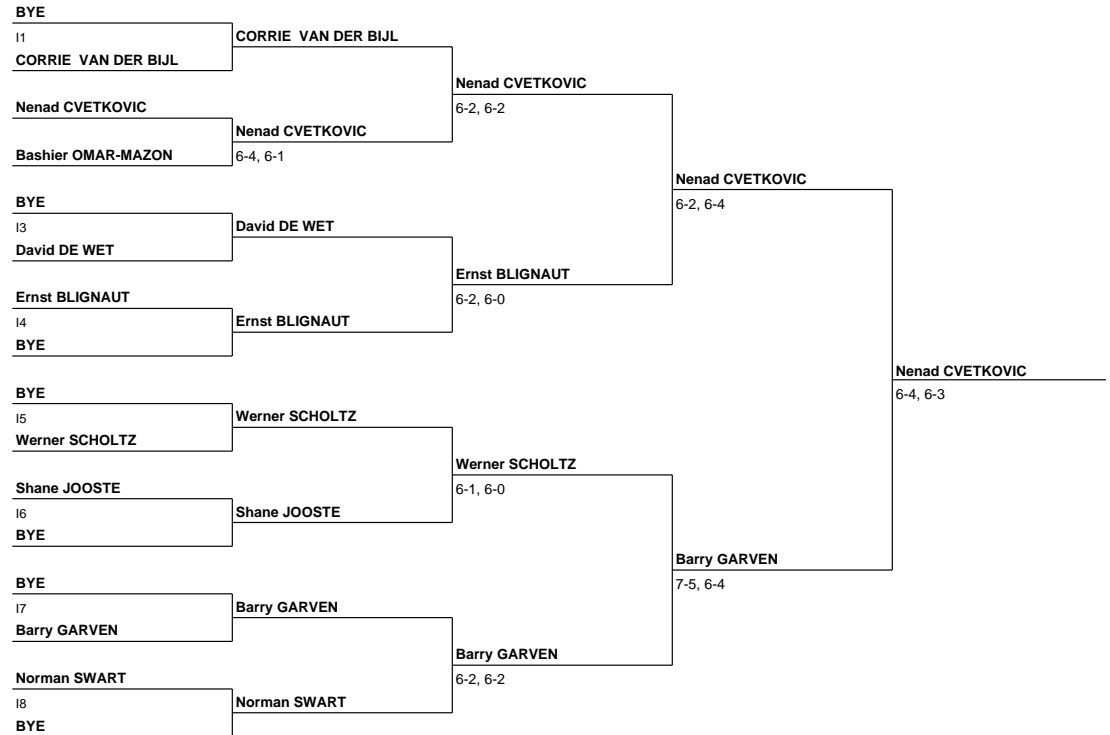 BYE
I1
CORRIE  VAN DER BIJL
CORRIE  VAN DER BIJL
Nenad CVETKOVIC
6-2, 6-2
Nenad CVETKOVIC
Nenad CVETKOVIC
6-4, 6-1
Bashier OMAR-MAZON
Nenad CVETKOVIC
6-2, 6-4
BYE
I3
David DE WET
David DE WET
Ernst BLIGNAUT
6-2, 6-0
Ernst BLIGNAUT
I4
BYE
Ernst BLIGNAUT
Nenad CVETKOVIC
6-4, 6-3
BYE
I5
Werner SCHOLTZ
Werner SCHOLTZ
Werner SCHOLTZ
6-1, 6-0
Shane JOOSTE
I6
BYE
Shane JOOSTE
Barry GARVEN
7-5, 6-4
BYE
I7
Barry GARVEN
Barry GARVEN
Barry GARVEN
6-2, 6-2
Norman SWART
I8
BYE
Norman SWART